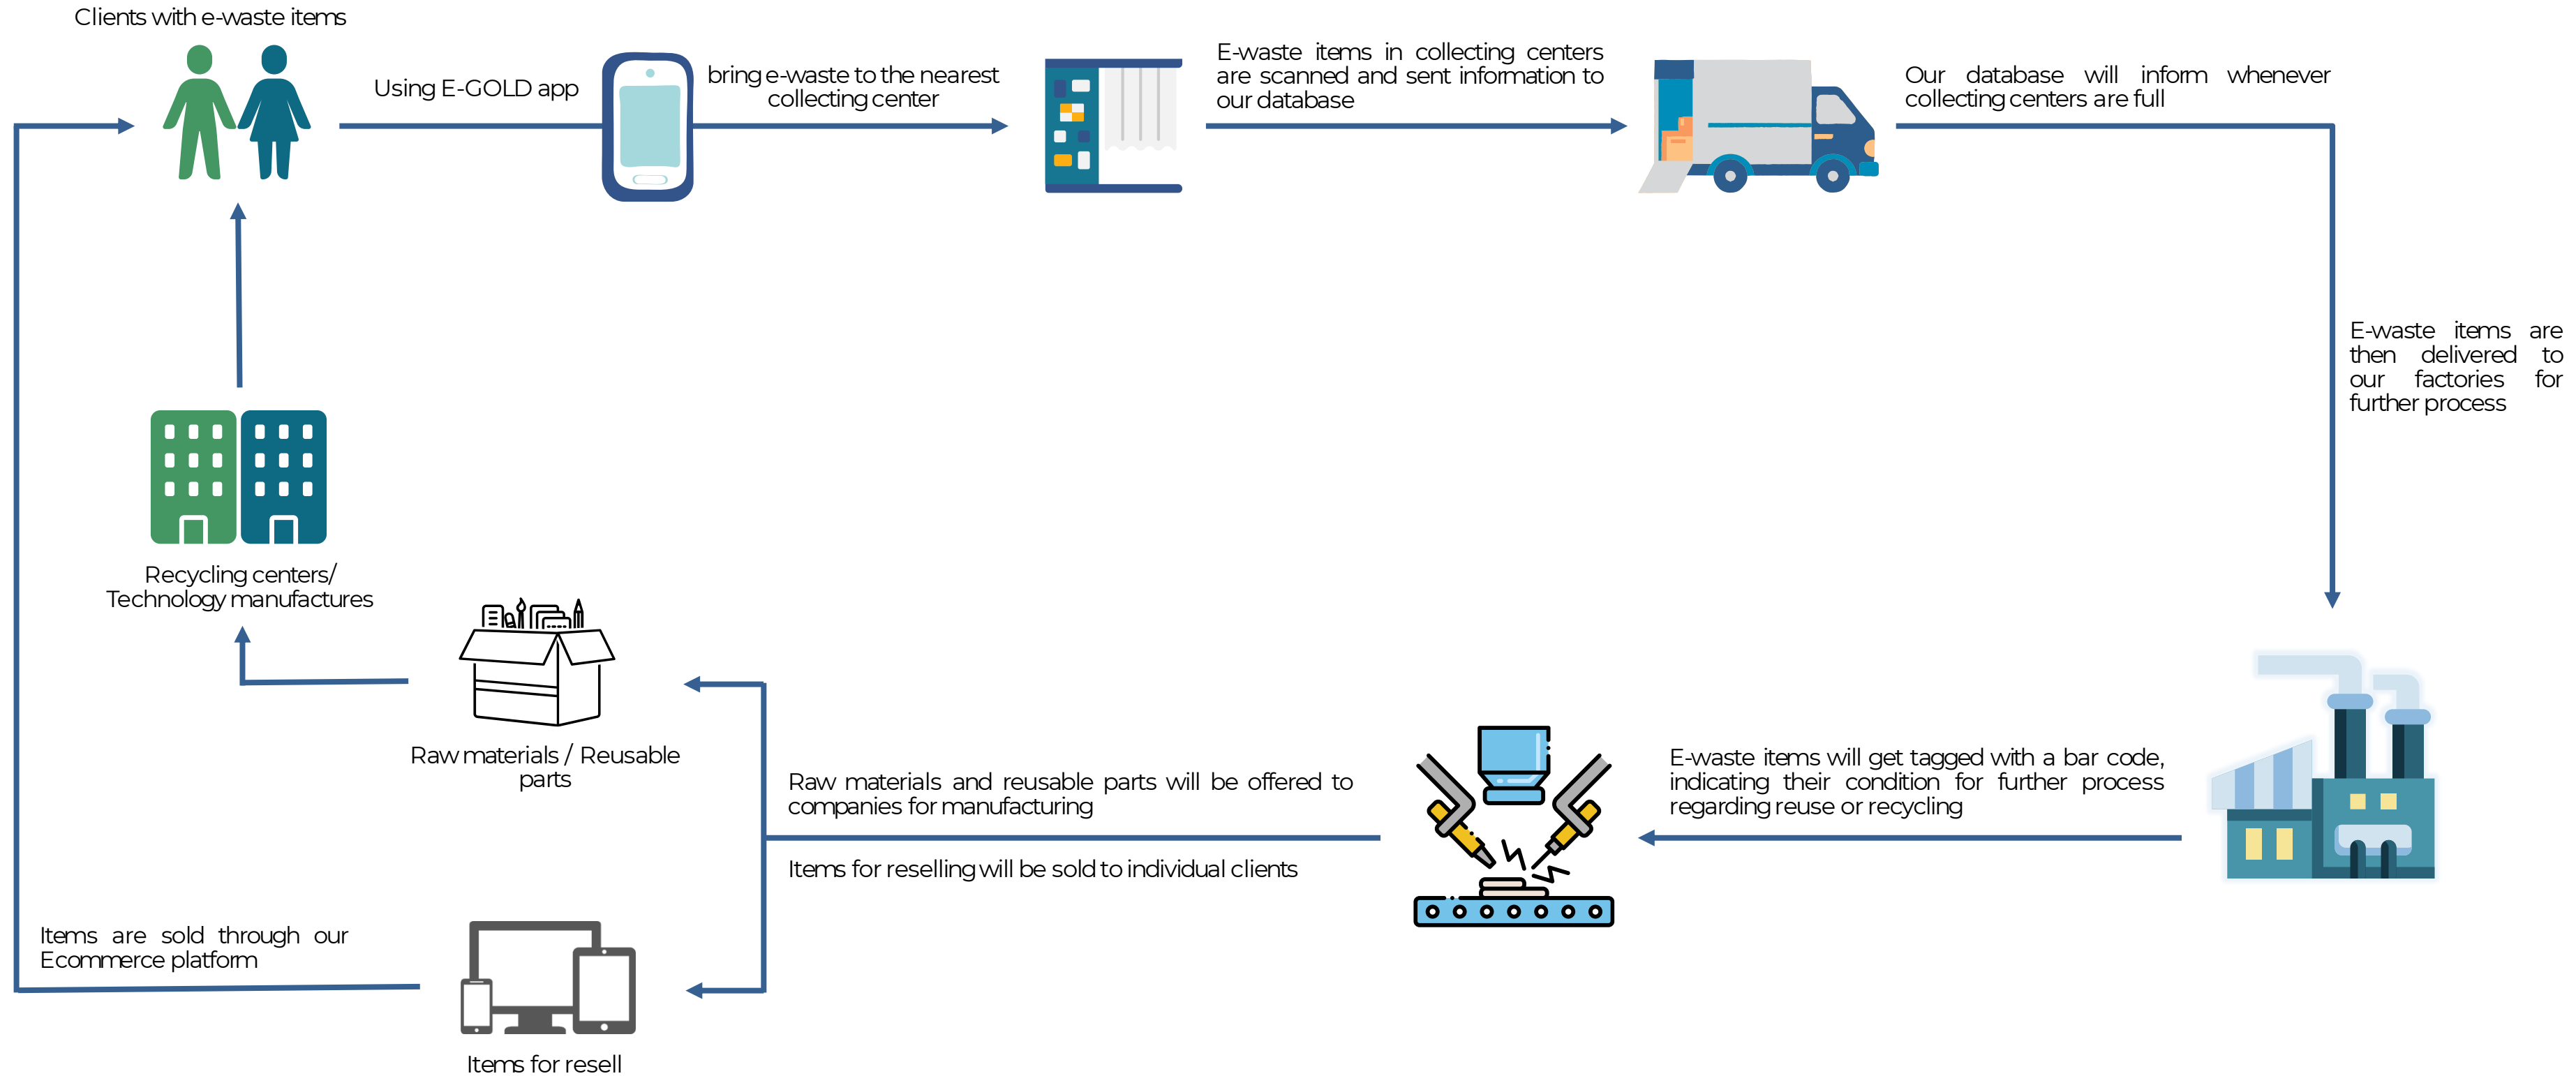 Clients with e-waste items
Using E-GOLD app
bring e-waste to the nearest
collecting center
E-waste items in collecting centers
are scanned and sent information to
our database
Our database will inform whenever
collecting centers are full
E-waste items are
then delivered to
our factories for
further process
Recycling centers/
Technology manufactures
Raw materials / Reusable
parts
Raw materials and reusable parts will be offered to
companies for manufacturing
Items for reselling will be sold to individual clients
E-waste items will get tagged with a bar code,
indicating their condition for further process
regarding reuse or recycling
Items are sold through our
Ecommerce platform
Items for resell